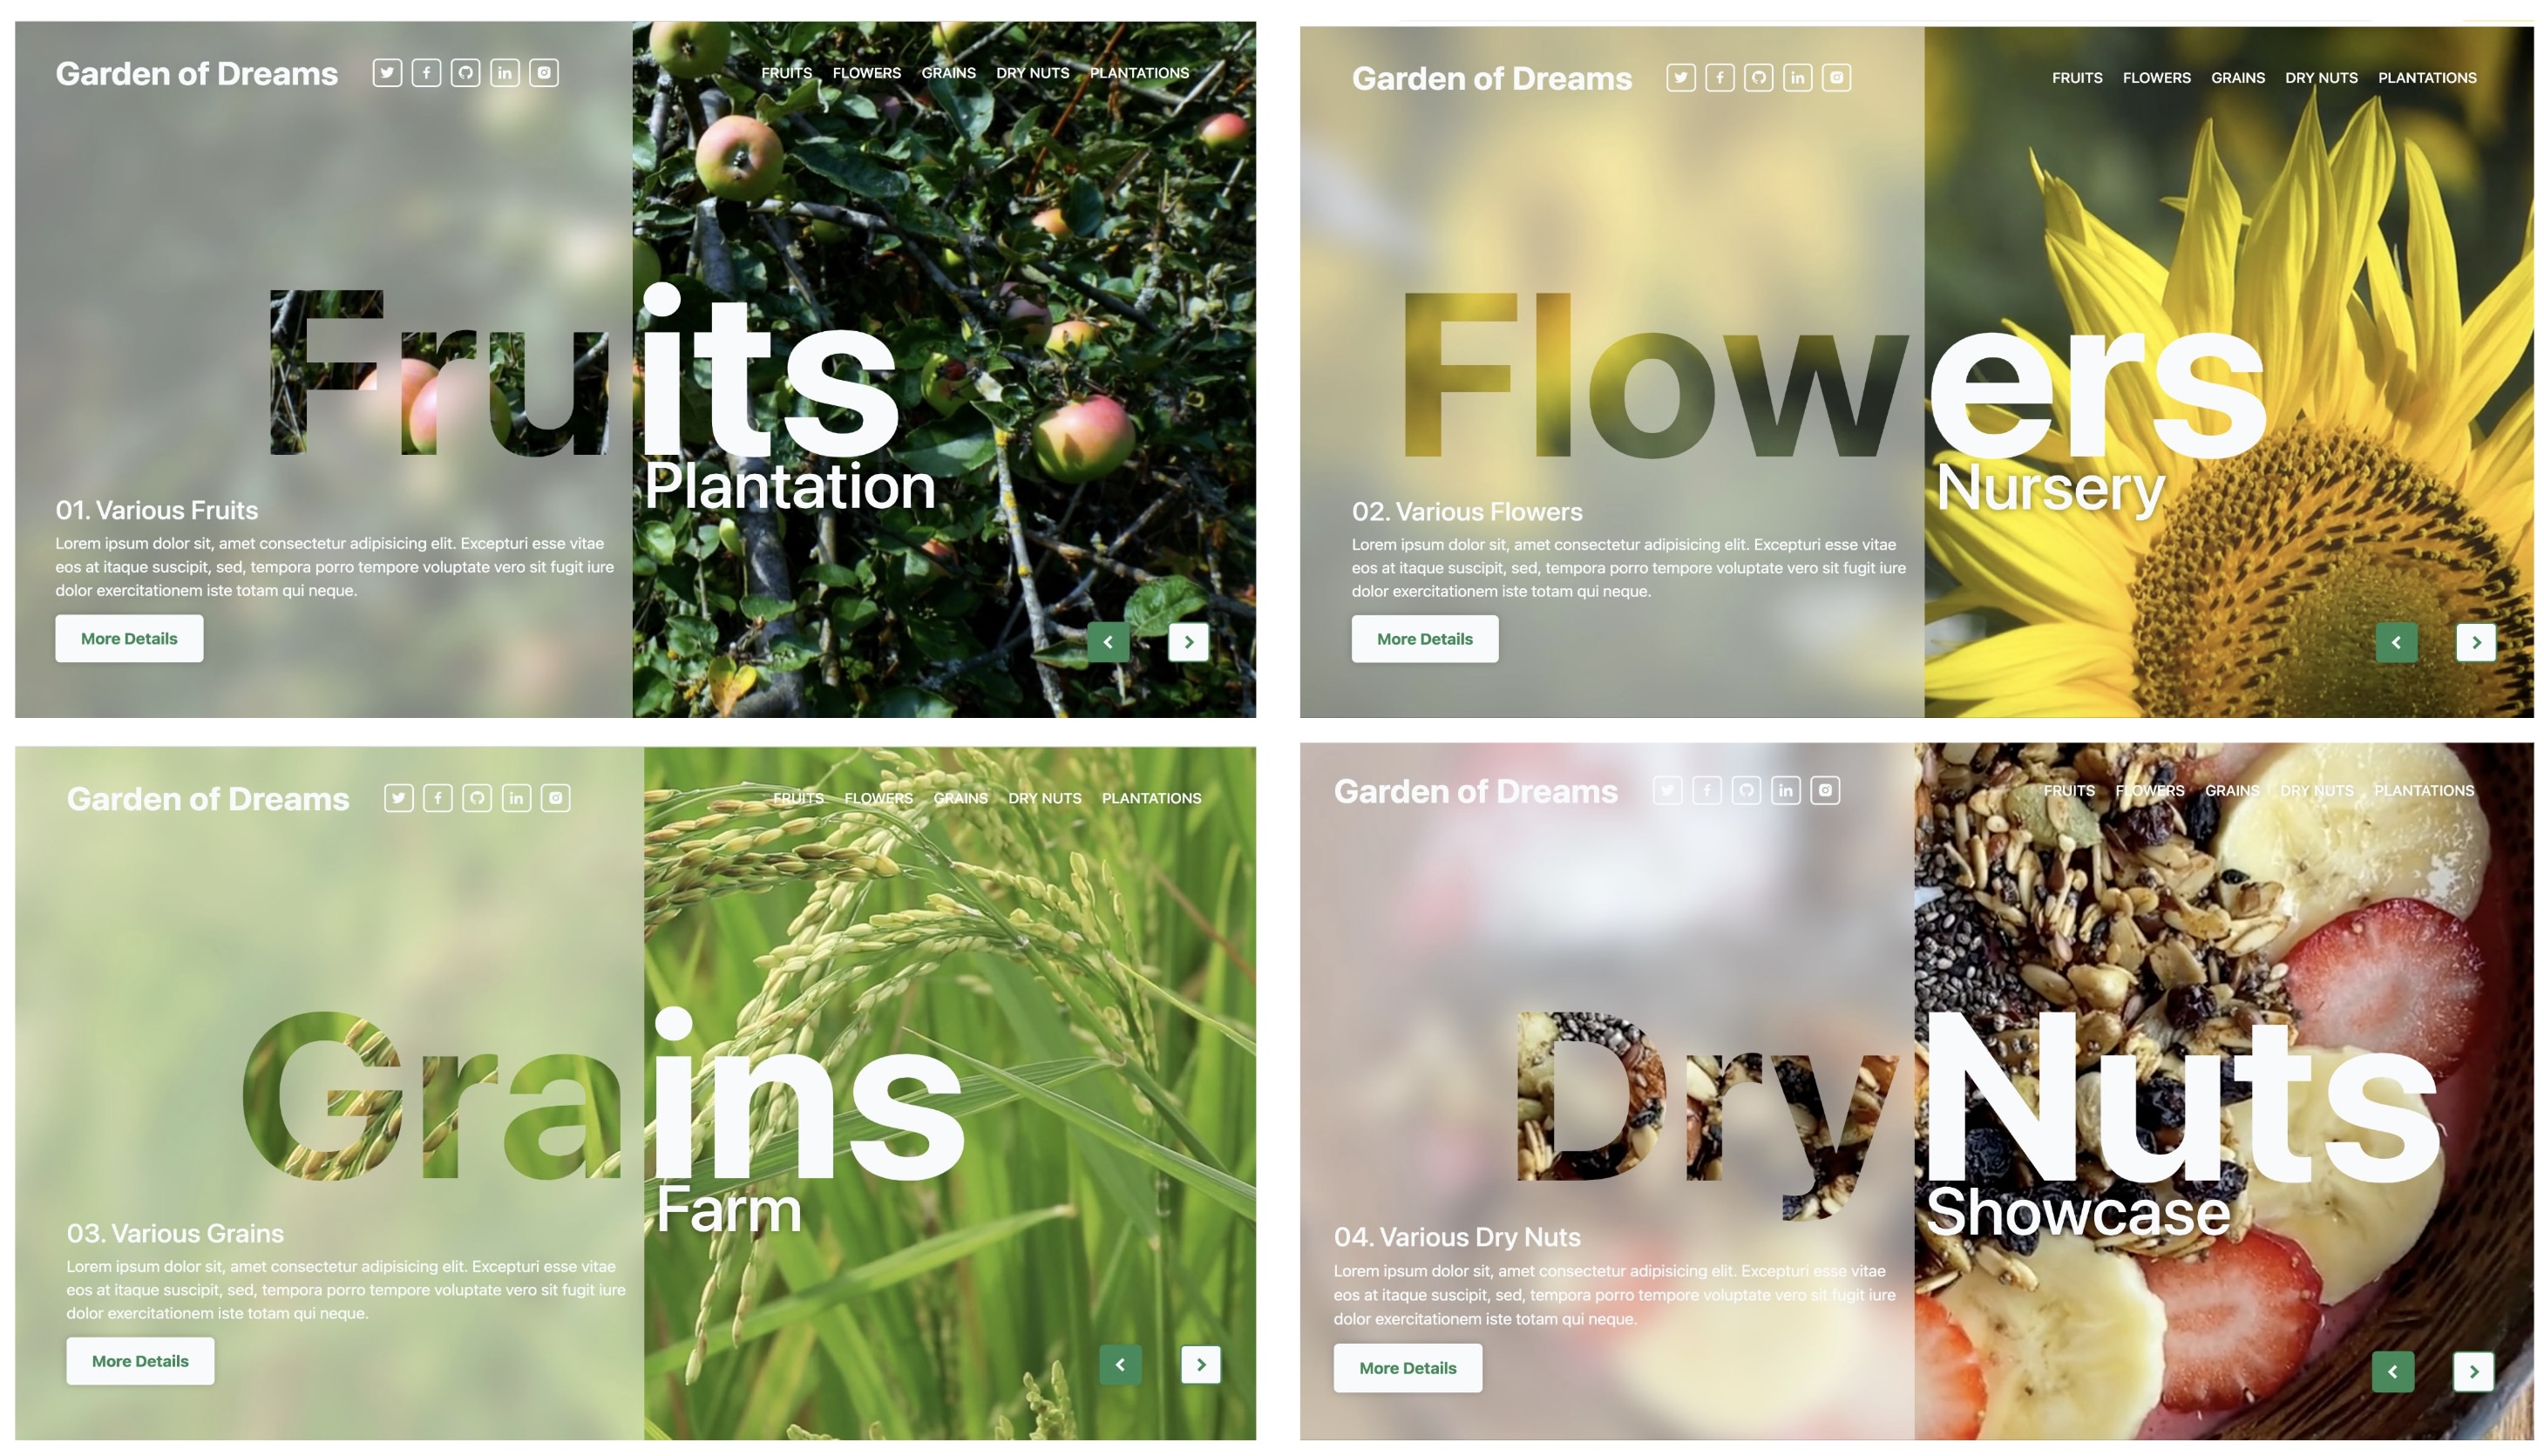 Garden of Dreams
FRUITS FLOWERS GRAINS DRY NUTS PLANTATIONS
Fruits
Plantation
01. Various Fruits
Lorem ipsum dolor sit, amet consectetur adipisicing elit. Excepturi esse vitae
eos at itaque suscipit, sed, tempora porro tempore voluptate vero sit fugit iure
dolor exercitationem iste totam qui neque.
More Details
Garden of Dreams
FRUITS FLOWERS GRAINS DRY NUTS PLANTATIONS
Flowers
Nursery
02. Various Flowers
Lorem ipsum dolor sit, amet consectetur adipisicing elit. Excepturi esse vitae
eos at itaque suscipit, sed, tempora porro tempore voluptate vero sit fugit iure
dolor exercitationem iste totam qui neque.
More Details
Garden of Dreams
FRUITS FLOWERS GRAINS DRY NUTS PLANTATIONS
Grains
Farm
03. Various Grains
Lorem ipsum dolor sit, amet consectetur adipisicing elit. Excepturi esse vitae
eos at itaque suscipit, sed, tempora porro tempore voluptate vero sit fugit iure
dolor exercitationem iste totam qui neque.
More Details
Garden of Dreams
FRUITS FLOWERS GRAINS DRY NUTS PLANTATIONS
Dry Nuts
Showcase
04. Various Dry Nuts
Lorem ipsum dolor sit, amet consectetur adipisicing elit. Excepturi esse vitae
eos at itaque suscipit, sed, tempora porro tempore voluptate vero sit fugit iure
dolor exercitationem iste totam qui neque.
More Details